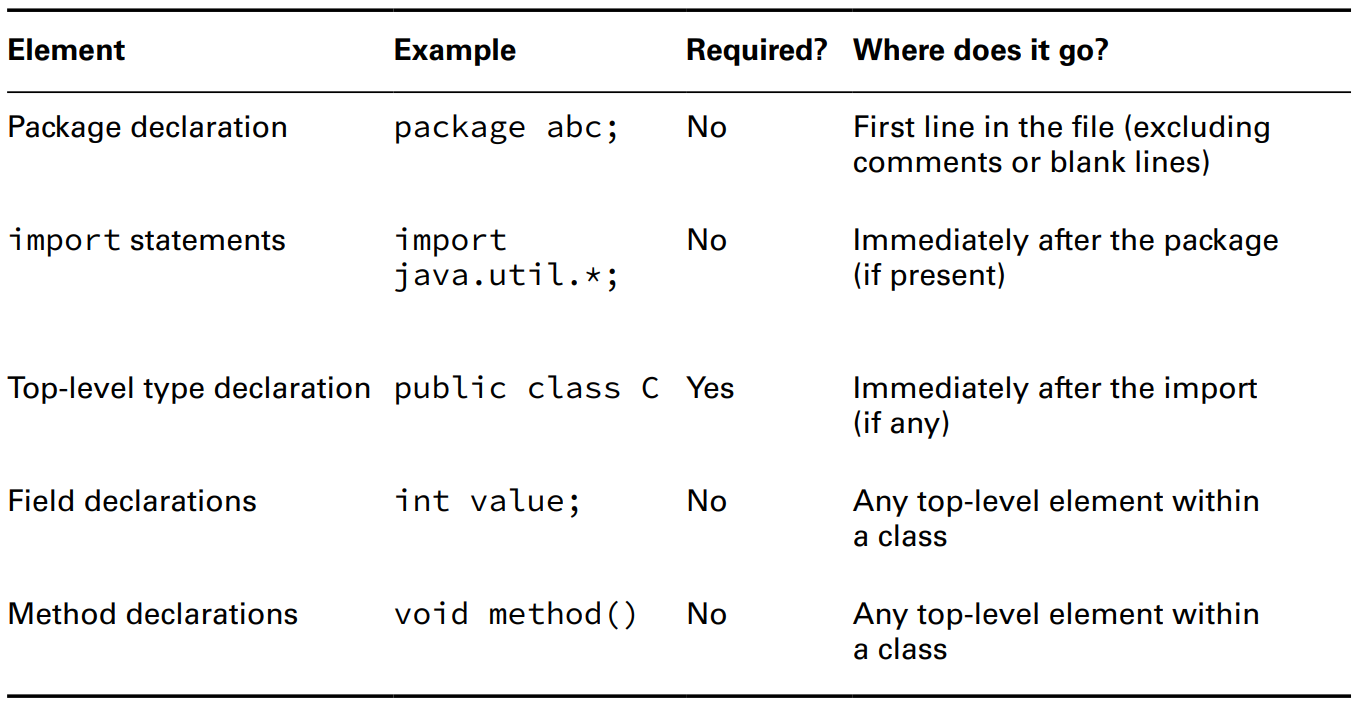 Element Example Required? Where does it go?
Package declaration package abc; No First line in the file (excluding
comments or blank lines)
import statements import No Immediately after the package
java.util.*; (if present)
Top-level type declaration public class C Yes Immediately after the import
(if any)
Field declarations int value; No Any top-level element within
a class
Method declarations void method() No Any top-level element within
a class